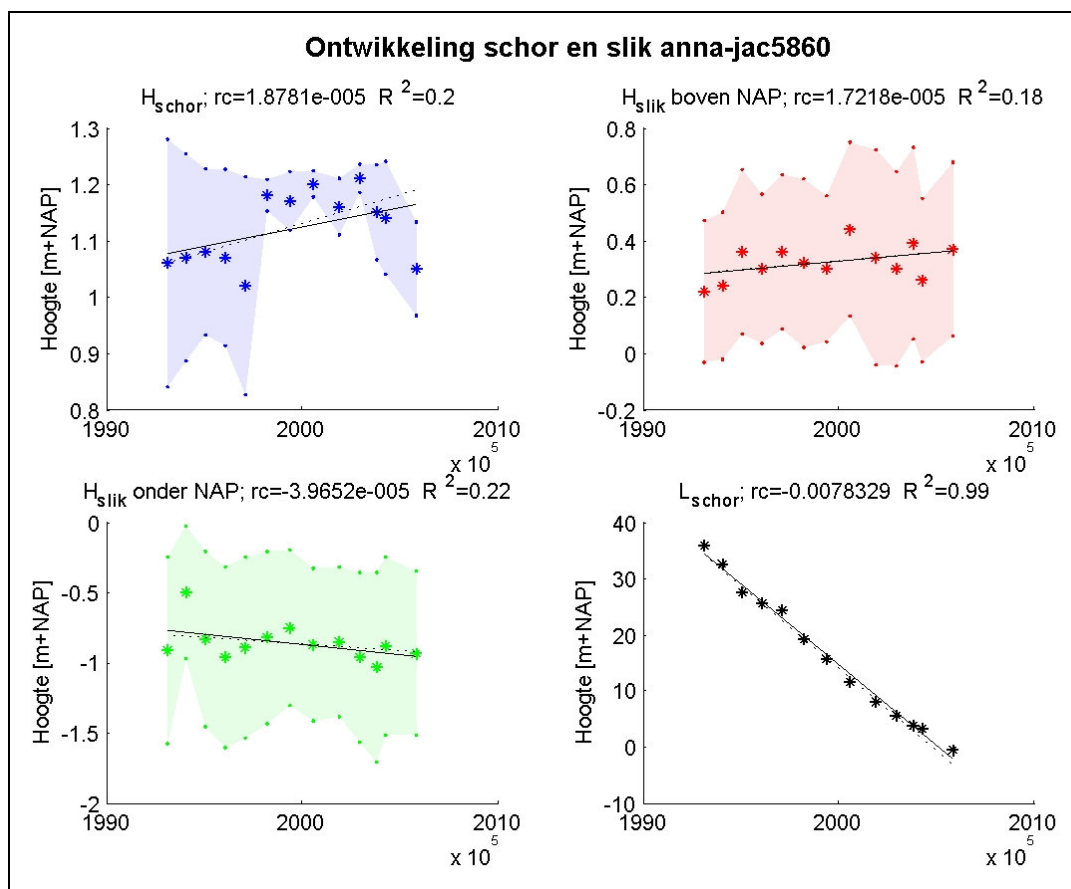 Ontwikkeling schor en slik anna-jac5860
H schor; rc=1.8781e-005 R 2=0.2
Hoogte [m+NAP]
1.3
1.2
1.1
1
0.9
0.8
1990 2000 2010
x 10 5
H slik boven NAP; rc=1.7218e-005 R 2=0.18
Hoogte [m+NAP]
0.8
0.6
0.4
0.2
0
-0.2
1990 2000 2010
x 10 5
H slik onder NAP; rc=-3.9652e-005 R 2=0.22
Hoogte [m+NAP]
0
-0.5
-1
-1.5
-2
1990 2000 2010
x 10 5
L schor; rc=-0.0078329 R 2=0.99
Hoogte [m+NAP]
40
30
20
10
0
-10
1990 2000 2010
x 10 5